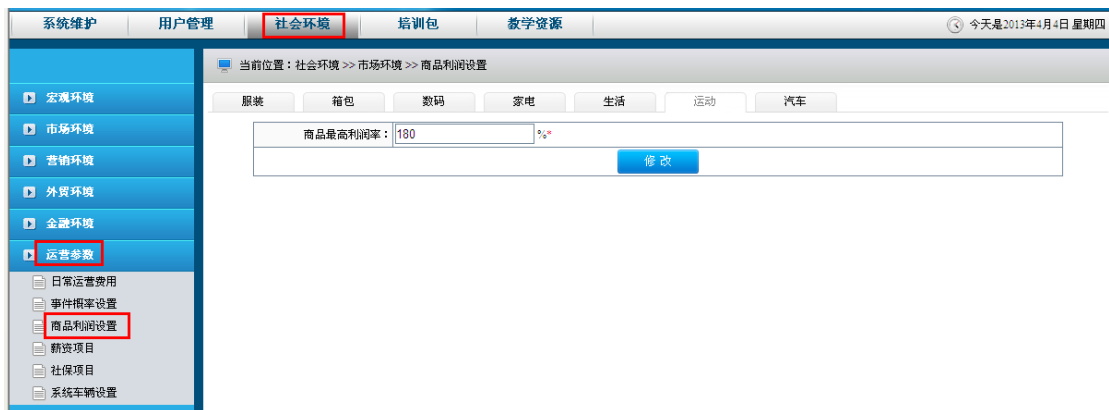 系统维护 用户管理 社会环境 培训包 教学资源 今天是2013年4月4日 星期四
当前位置：社会环境 >> 市场环境 >> 商品利润设置
宏观环境
市场环境
营销环境
外贸环境
金融环境
运营参数
日常运营费用
事件概率设置
商品利润设置
薪资项目
社保项目
系统车辆设置
服装 箱包 数码 家电 生活 运动 汽车
商品最高利润率：180 %*
修改